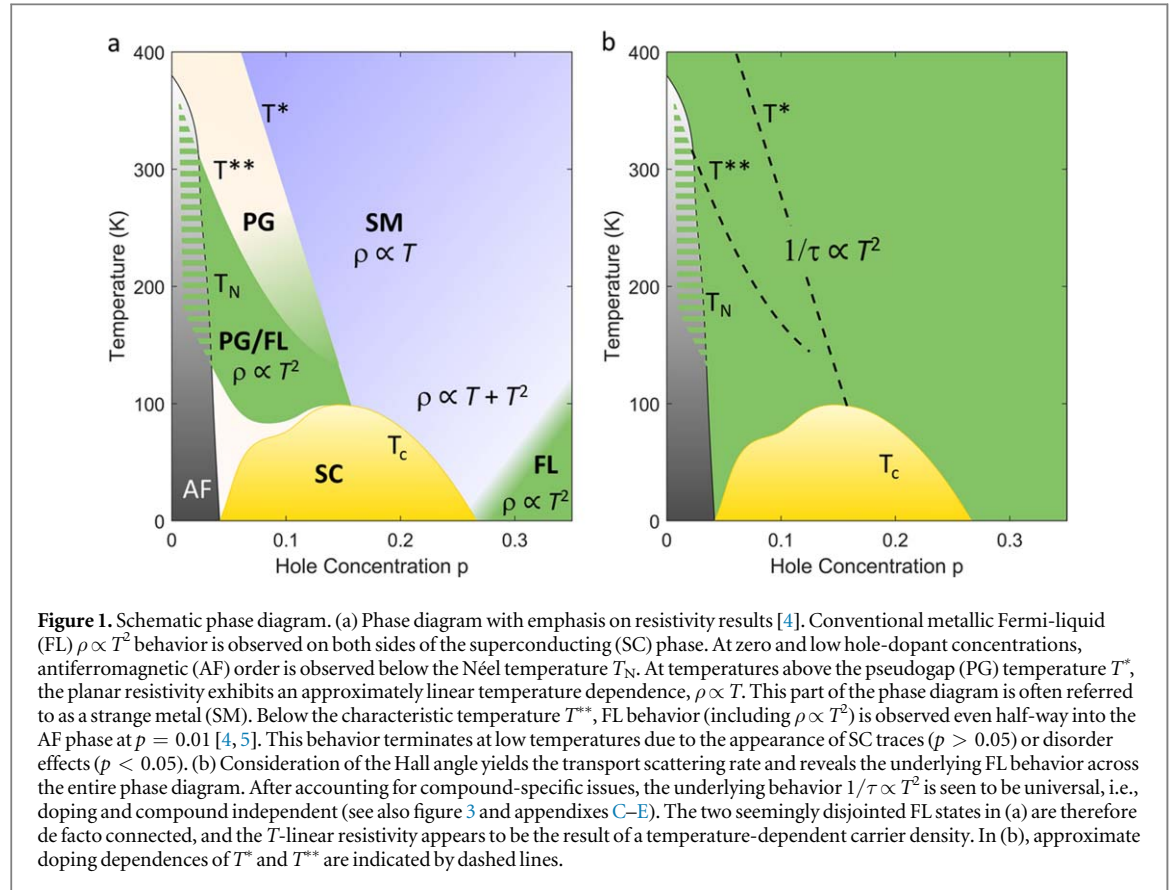 a
400
300
200
100
0
Temperature (K)
0
0.1
0.2
0.3
Hole Concentration p
T*
T**
PG
SM
ρ ∝ T
T_N
PG/FL
ρ ∝ T²
ρ ∝ T + T²
T_c
SC
FL
ρ ∝ T²
AF
b
400
300
200
100
0
Temperature (K)
0
0.1
0.2
0.3
Hole Concentration p
T*
T**
1/τ ∝ T²
T_N
T_c
Figure 1. Schematic phase diagram. (a) Phase diagram with emphasis on resistivity results [4]. Conventional metallic Fermi-liquid
(FL) ρ ∝ T² behavior is observed on both sides of the superconducting (SC) phase. At zero and low hole-dopant concentrations,
antiferromagnetic (AF) order is observed below the Néel temperature T_N. At temperatures above the pseudogap (PG) temperature T*,
the planar resistivity exhibits an approximately linear temperature dependence, ρ ∝ T. This part of the phase diagram is often referred
to as a strange metal (SM). Below the characteristic temperature T**, FL behavior (including ρ ∝ T²) is observed even half-way into the
AF phase at p = 0.01 [4, 5]. This behavior terminates at low temperatures due to the appearance of SC traces (p > 0.05) or disorder
effects (p < 0.05). (b) Consideration of the Hall angle yields the transport scattering rate and reveals the underlying FL behavior across
the entire phase diagram. After accounting for compound-specific issues, the underlying behavior 1/τ ∝ T² is seen to be universal, i.e.,
doping and compound independent (see also figure 3 and appendixes C–E). The two seemingly disjointed FL states in (a) are therefore
de facto connected, and the T-linear resistivity appears to be the result of a temperature-dependent carrier density. In (b), approximate
doping dependences of T* and T** are indicated by dashed lines.